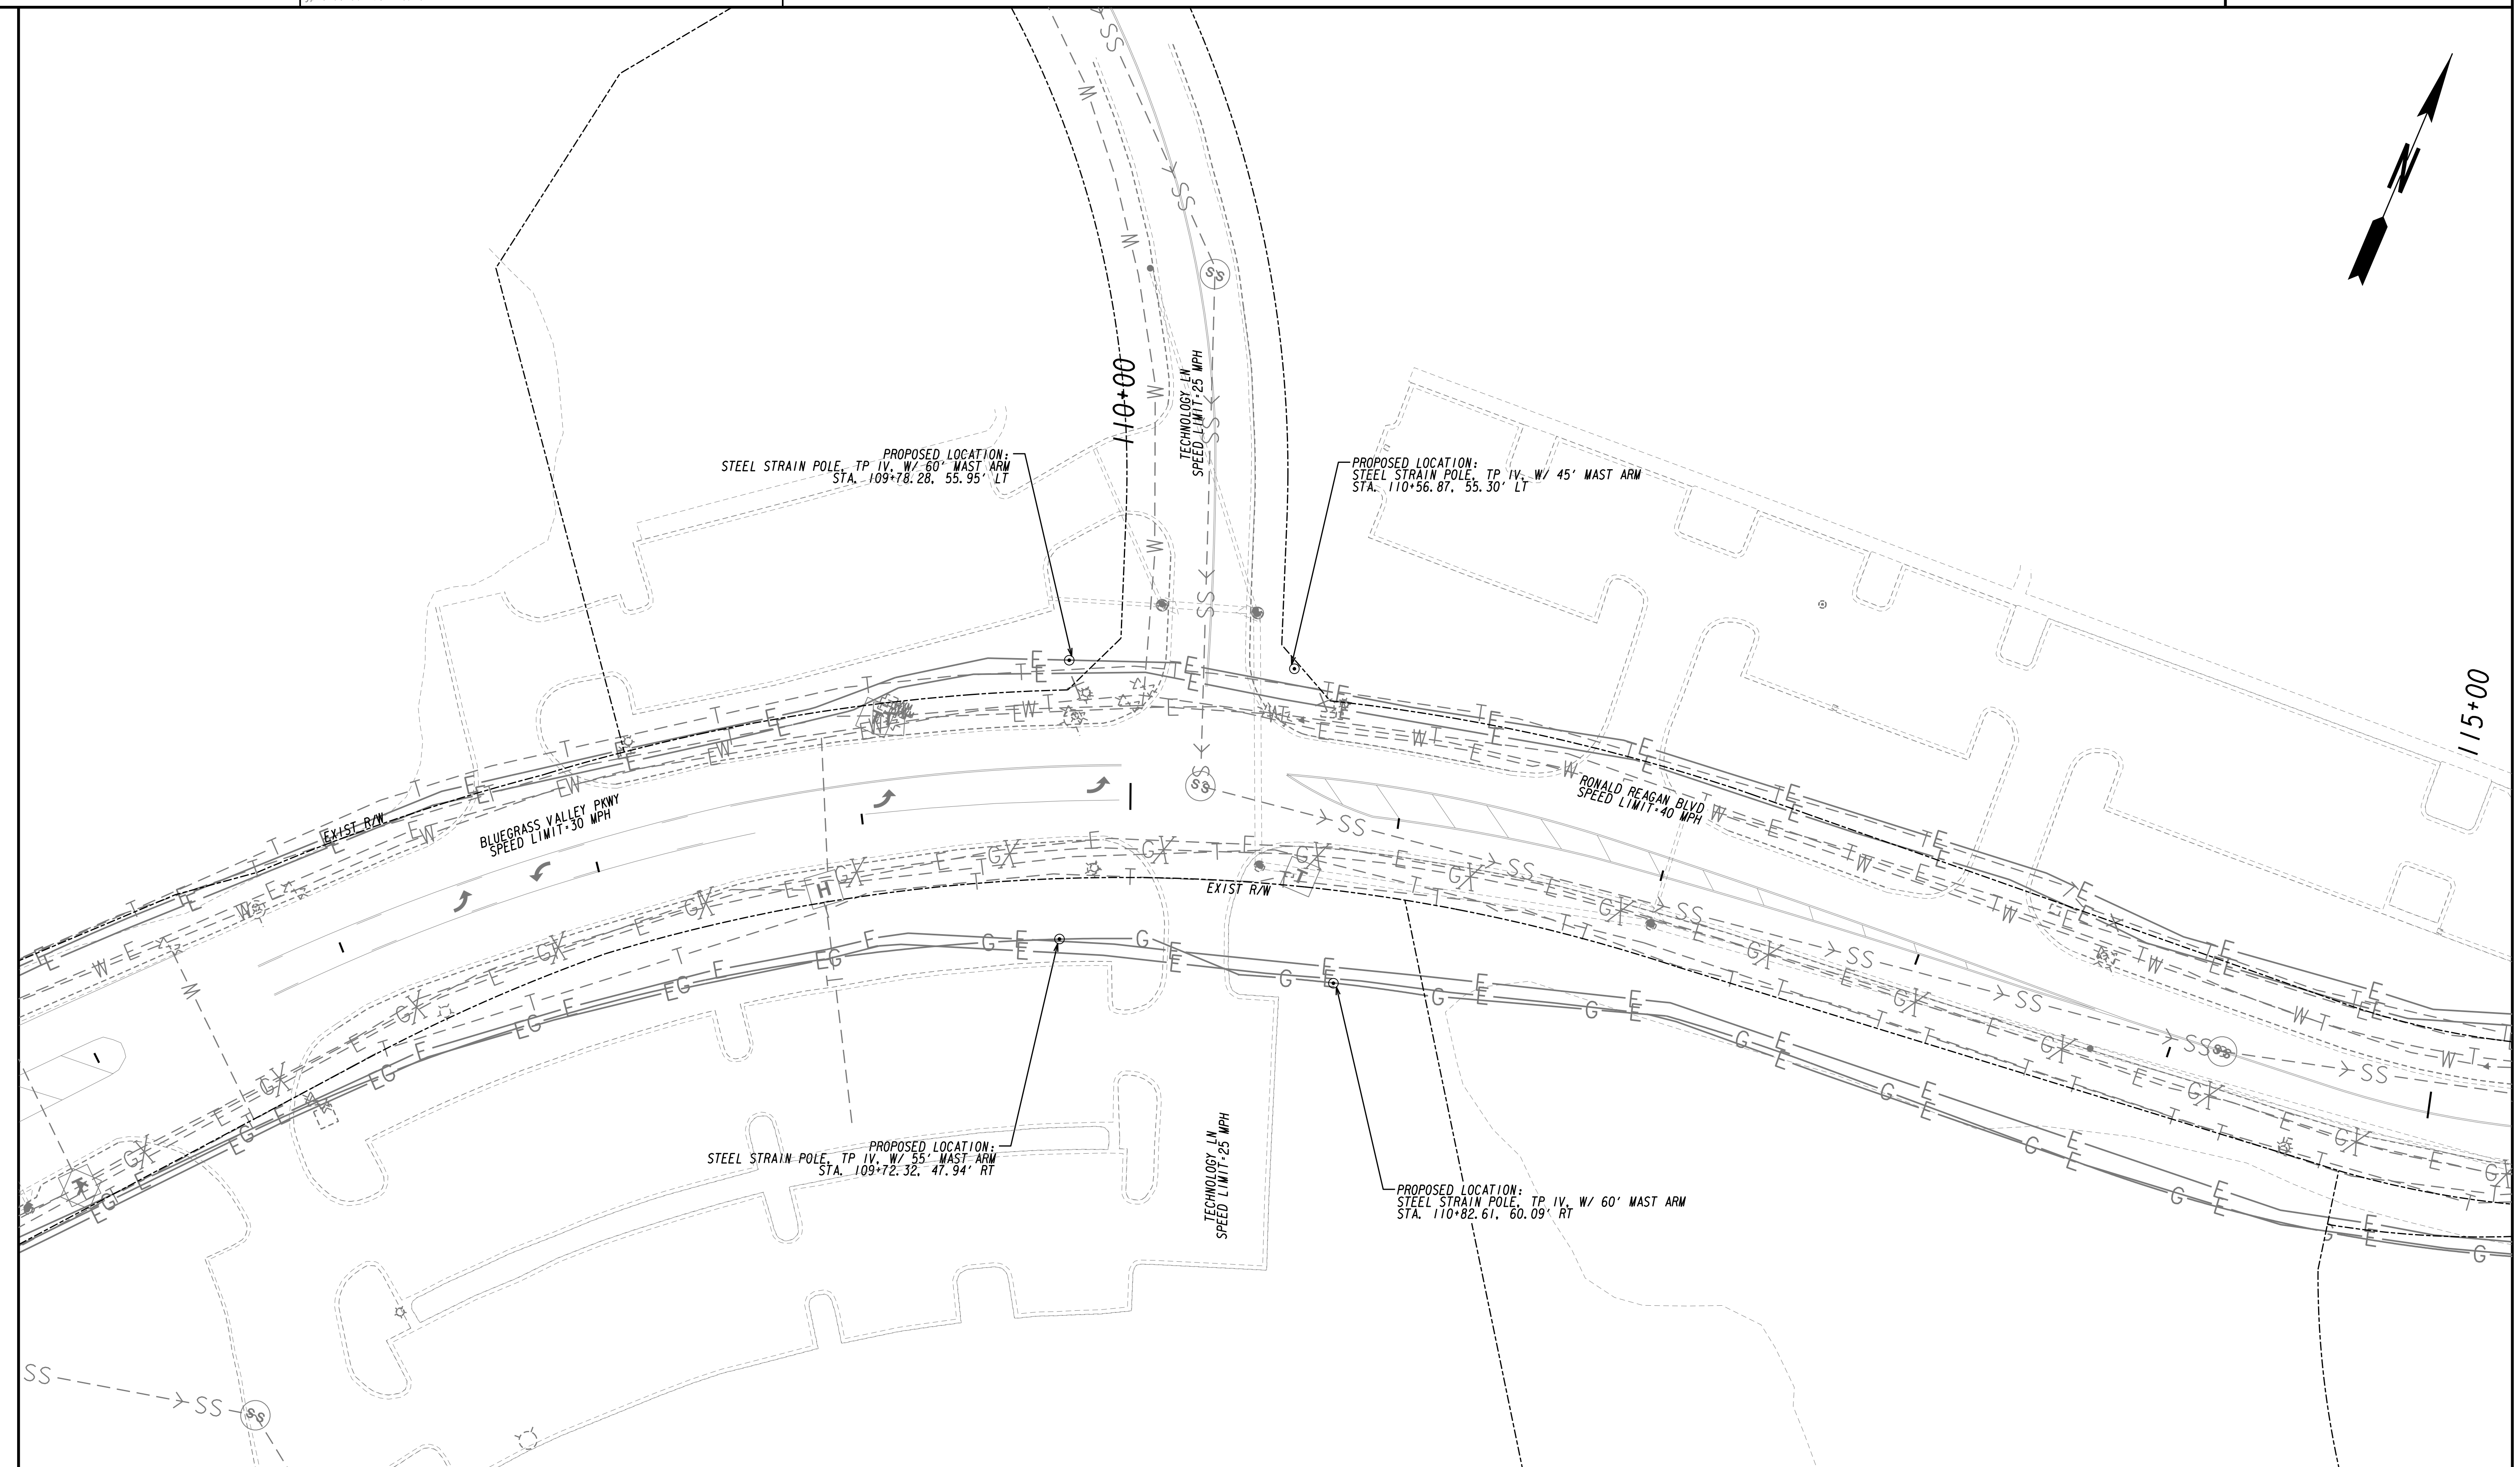 N
110+00
TECHNOLOGY LN
SPEED LIMIT:25 MPH
PROPOSED LOCATION:
STEEL STRAIN POLE, TP IV, W/ 60' MAST ARM
STA. 109+78.28, 55.95' LT
PROPOSED LOCATION:
STEEL STRAIN POLE, TP IV, W/ 45' MAST ARM
STA. 110+56.87, 55.30' LT
115+00
RONALD REAGAN BLVD
SPEED LIMIT:40 MPH
EXIST R/W
BLUEGRASS VALLEY PKWY
SPEED LIMIT:30 MPH
EXIST R/W
PROPOSED LOCATION:
STEEL STRAIN POLE, TP IV, W/ 55' MAST ARM
STA. 109+72.32, 47.94' RT
TECHNOLOGY LN
SPEED LIMIT:25 MPH
PROPOSED LOCATION:
STEEL STRAIN POLE, TP IV, W/ 60' MAST ARM
STA. 110+82.61, 60.09' RT
SS
SS
SS